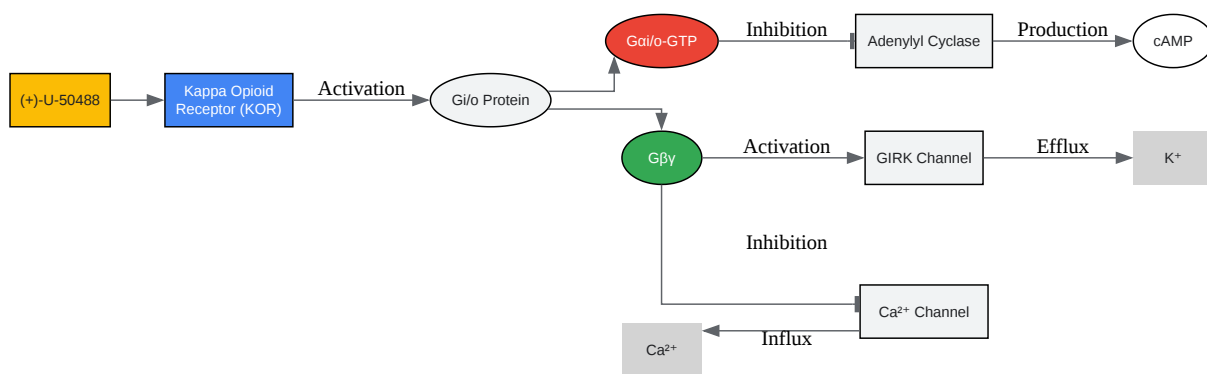 (+)-U-50488
Kappa Opioid
Receptor (KOR)
Activation
Gi/o Protein
Gαi/o-GTP
Inhibition
Adenylyl Cyclase
Production
cAMP
Gβγ
Activation
GIRK Channel
Efflux
K⁺
Inhibition
Ca²⁺ Channel
Influx
Ca²⁺